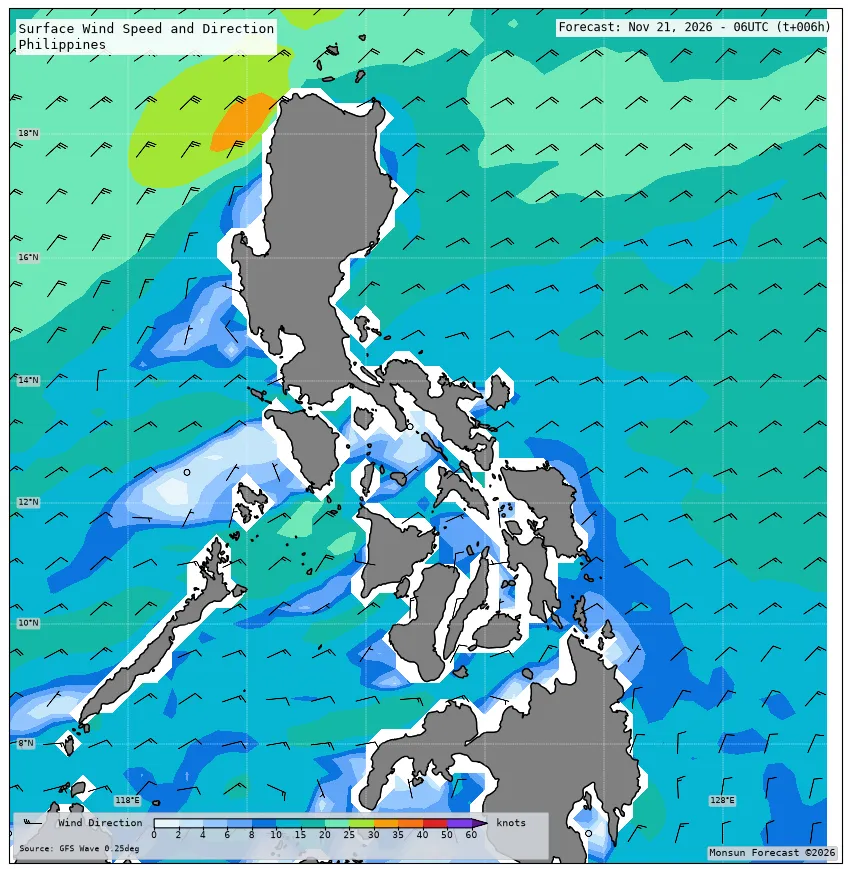 Surface Wind Speed and Direction
Philippines
Forecast: Nov 21, 2026 - 06UTC (t+006h)
18°N
16°N
14°N
12°N
10°N
8°N
118°E
128°E
Wind Direction
0 2 4 6 8 10 15 20 25 30 35 40 50 60 knots
Source: GFS Wave 0.25deg
Monsun Forecast ©2026